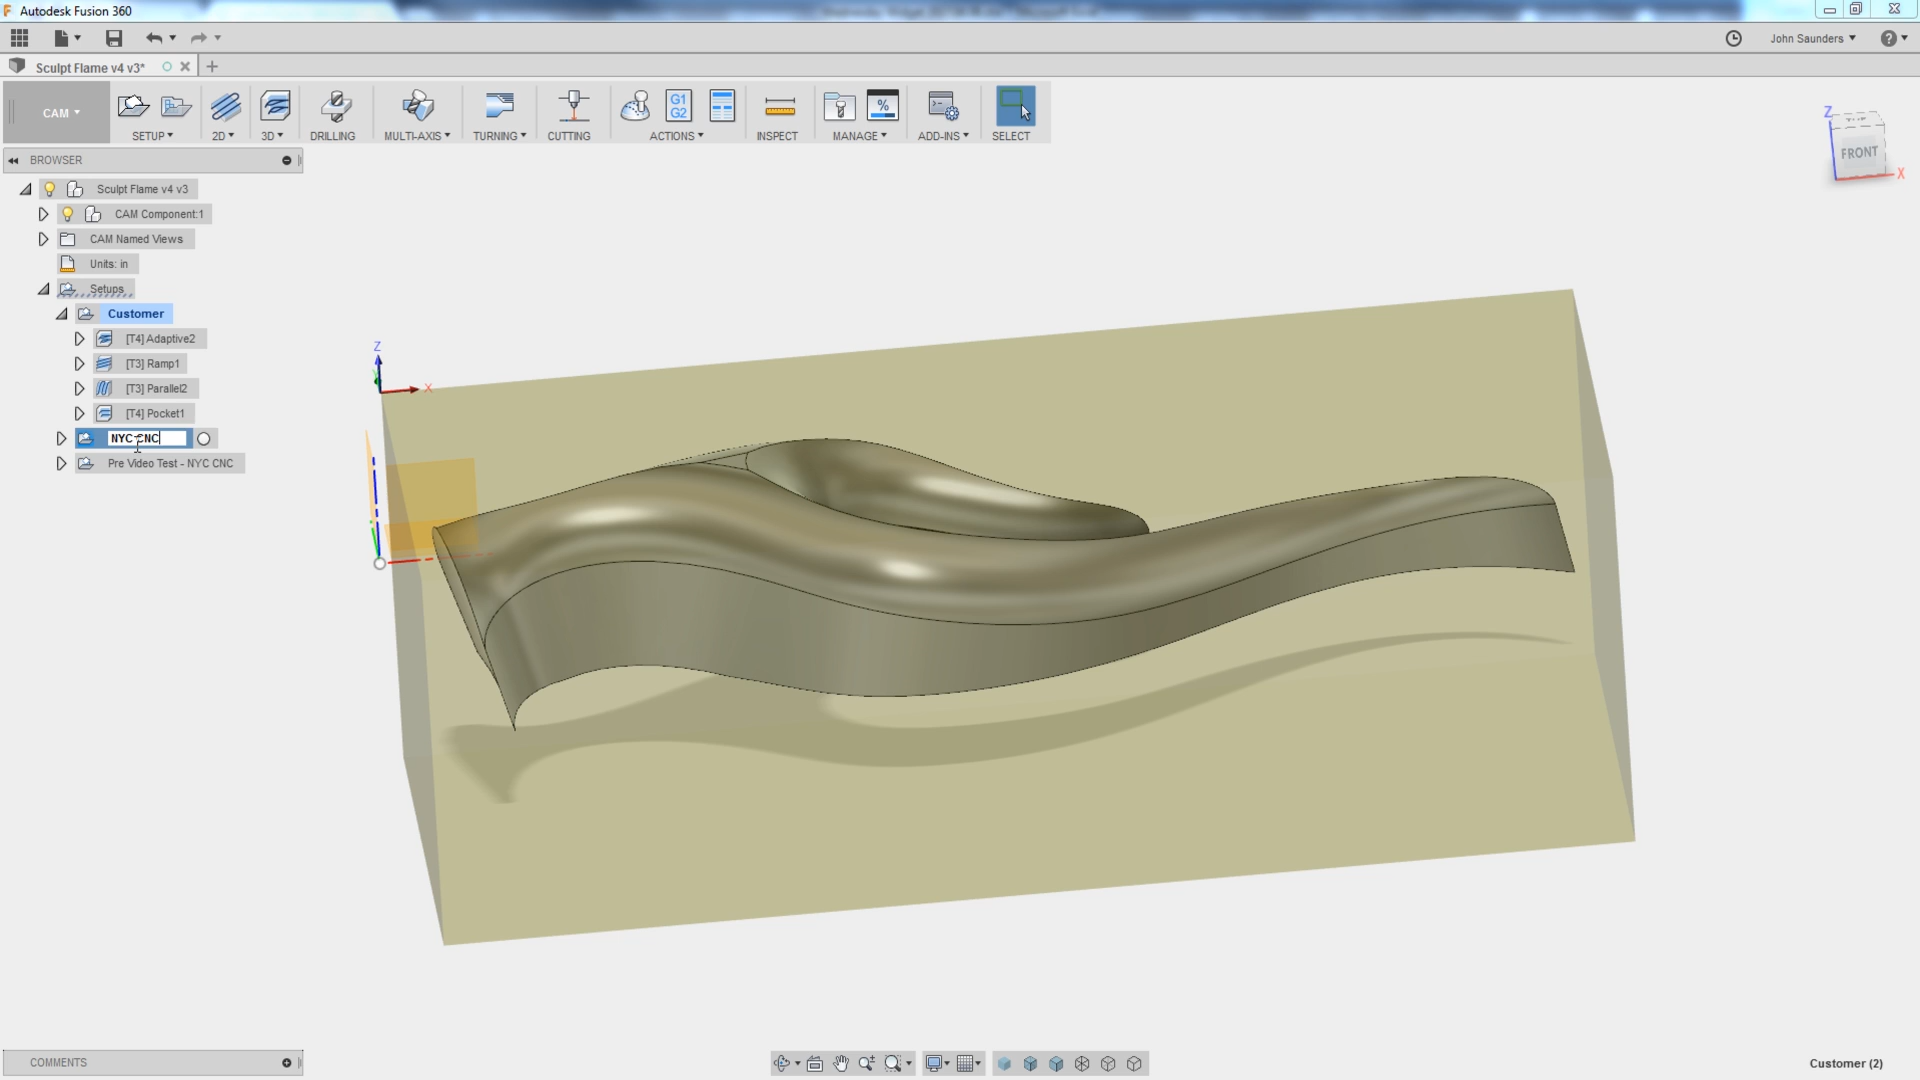 Autodesk Fusion 360
John Saunders
Sculpt Flame v4 v3*
CAM
SETUP
2D
3D
DRILLING
MULTI-AXIS
TURNING
CUTTING
G1
G2
ACTIONS
INSPECT
%
MANAGE
ADD-INS
SELECT
BROWSER
Sculpt Flame v4 v3
CAM Component:1
CAM Named Views
Units: in
Setups
Customer
[T4] Adaptive2
[T3] Ramp1
[T3] Parallel2
[T4] Pocket1
NYC CNC
Pre Video Test - NYC CNC
Z
TOP
FRONT
X
Z
X
COMMENTS
Customer (2)